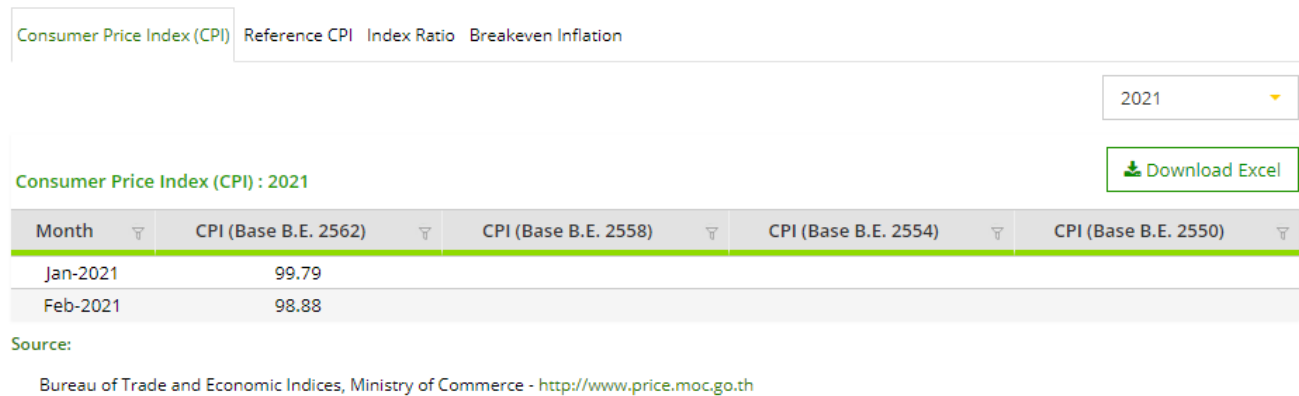 Consumer Price Index (CPI) Reference CPI Index Ratio Breakeven Inflation
2021
Download Excel
Consumer Price Index (CPI) : 2021
Month CPI (Base B.E. 2562) CPI (Base B.E. 2558) CPI (Base B.E. 2554) CPI (Base B.E. 2550)
Jan-2021 99.79
Feb-2021 98.88
Source:
Bureau of Trade and Economic Indices, Ministry of Commerce - http://www.price.moc.go.th